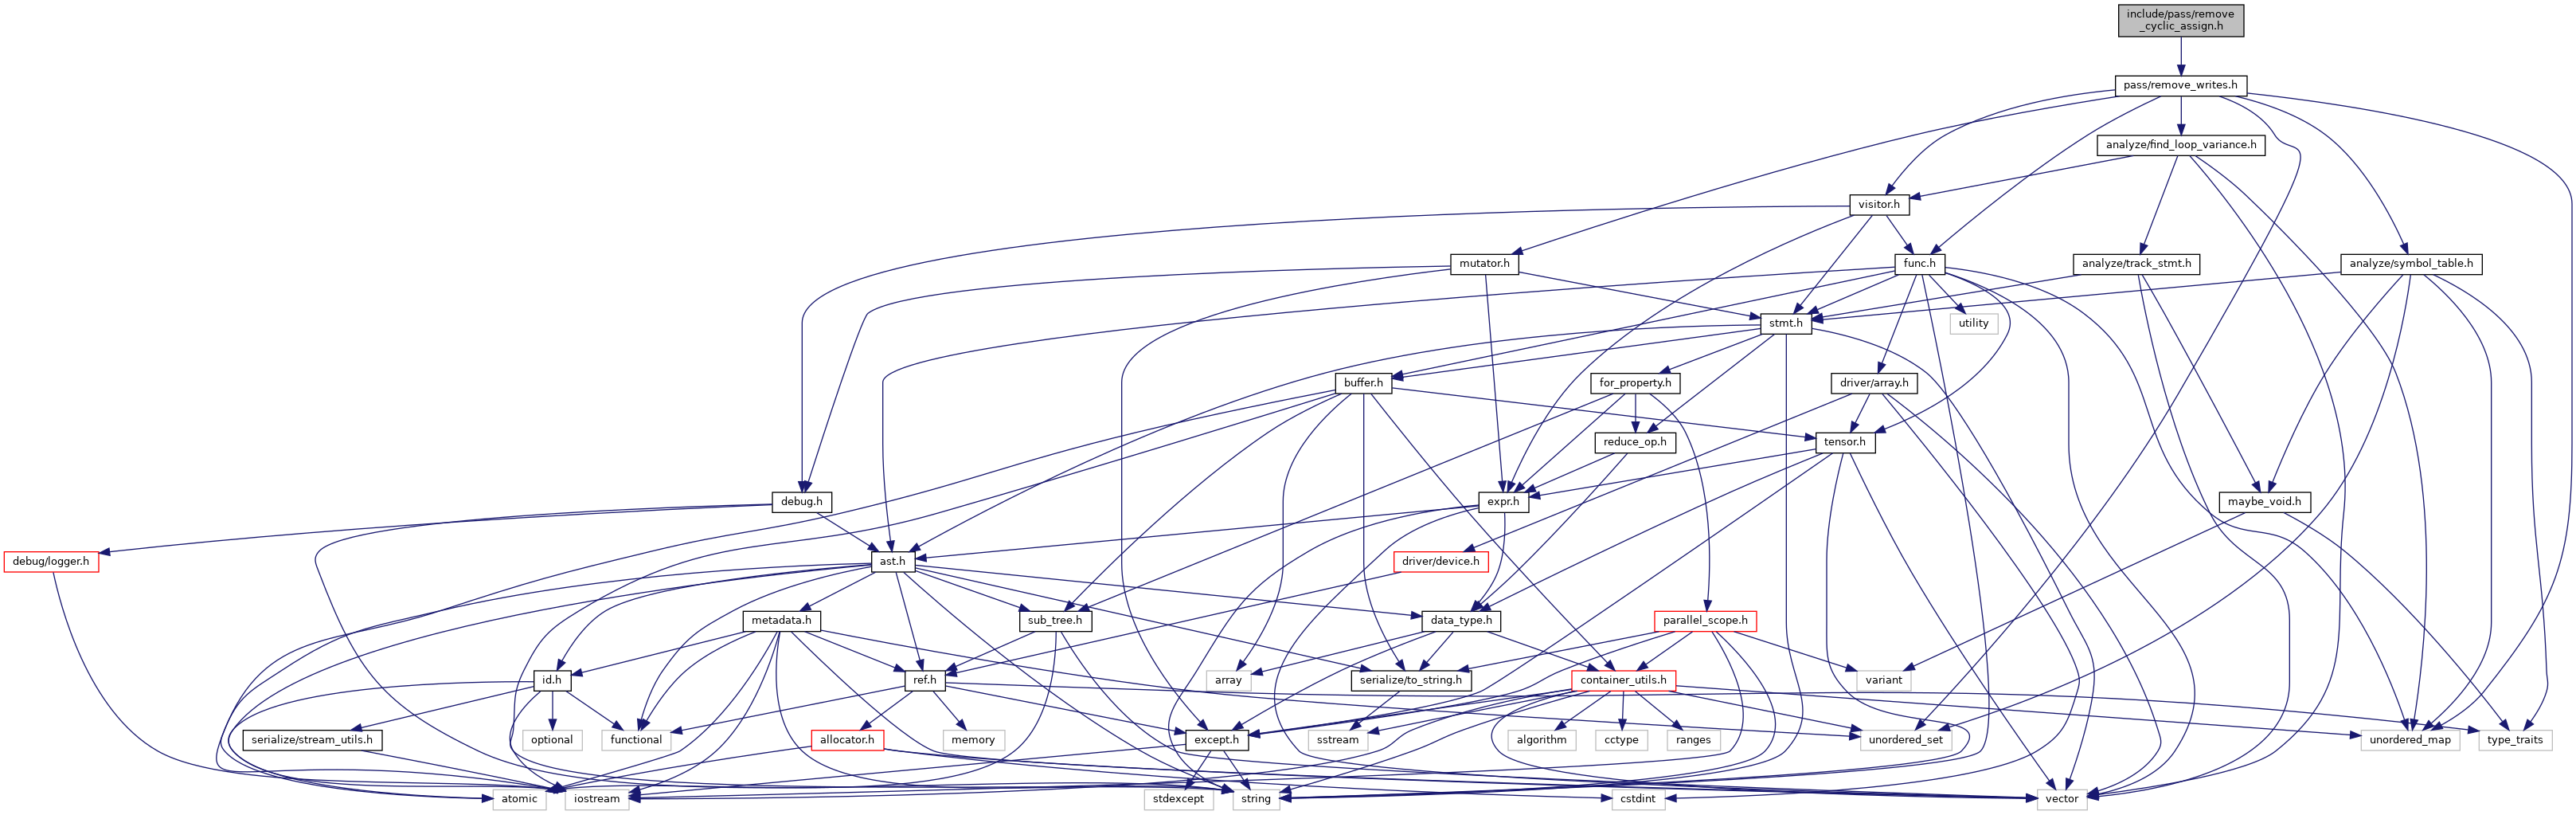 include/pass/remove
_cyclic_assign.h
pass/remove_writes.h
analyze/find_loop_variance.h
visitor.h
mutator.h
func.h
analyze/track_stmt.h
analyze/symbol_table.h
stmt.h
utility
buffer.h
for_property.h
driver/array.h
reduce_op.h
tensor.h
debug.h
expr.h
maybe_void.h
debug/logger.h
ast.h
driver/device.h
metadata.h
sub_tree.h
data_type.h
parallel_scope.h
id.h
ref.h
array
serialize/to_string.h
container_utils.h
variant
serialize/stream_utils.h
optional
functional
allocator.h
memory
except.h
sstream
algorithm
cctype
ranges
unordered_set
unordered_map
type_traits
atomic
iostream
stdexcept
string
cstdint
vector